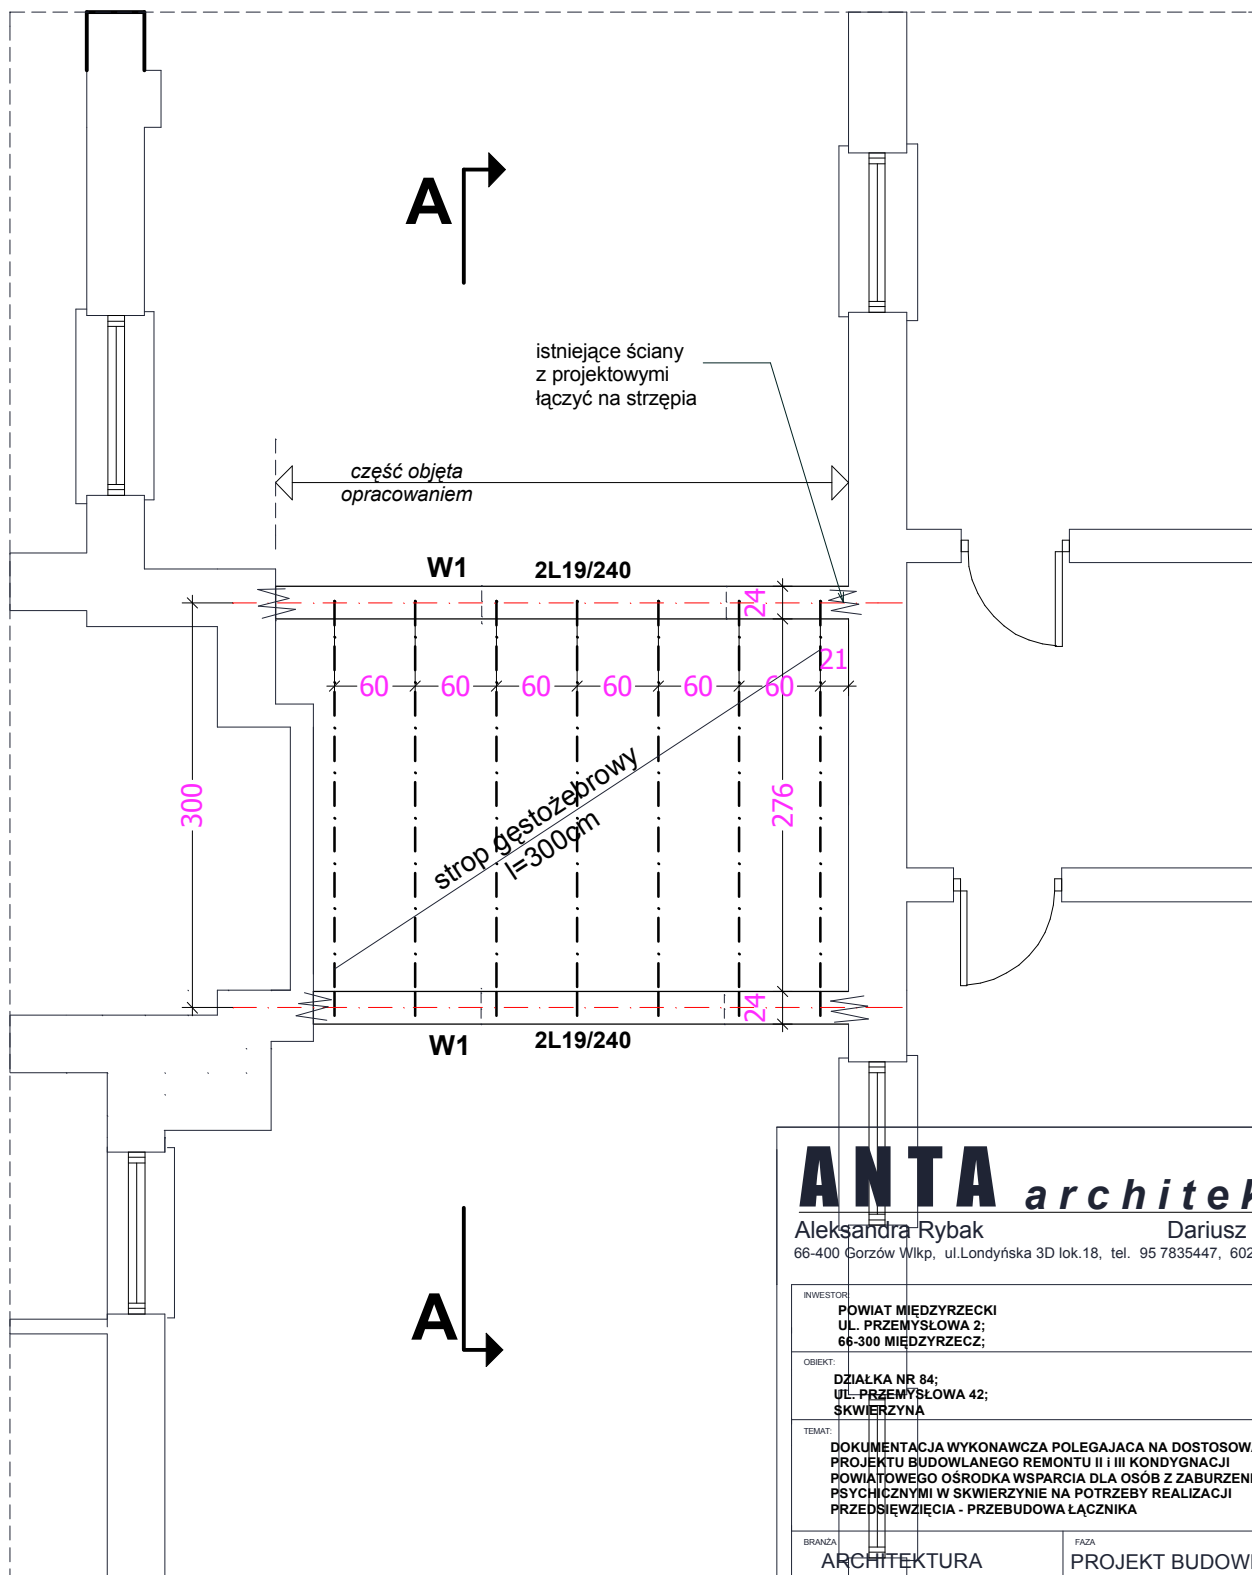 A
istniejące ściany
z projektowymi
łączyć na strzępia
część objęta
opracowaniem
W1 2L19/240
24
21
60 60 60 60 60 60
300
276
strop gęstożebrowy
l=300cm
24
W1 2L19/240
A
ANTA architek
Aleksandra Rybak Dariusz
66-400 Gorzów Wlkp, ul.Londyńska 3D lok.18, tel. 95 7835447, 602
INWESTOR:
POWIAT MIĘDZYRZECKI
UL. PRZEMYSŁOWA 2;
66-300 MIĘDZYRZECZ;
OBIEKT:
DZIAŁKA NR 84;
UL. PRZEMYSŁOWA 42;
SKWIERZYNA
TEMAT:
DOKUMENTACJA WYKONAWCZA POLEGAJACA NA DOSTOSOWA
PROJEKTU BUDOWLANEGO REMONTU II i III KONDYGNACJI
POWIATOWEGO OŚRODKA WSPARCIA DLA OSÓB Z ZABURZENI
PSYCHICZNYMI W SKWIERZYNIE NA POTRZEBY REALIZACJI
PRZEDSIĘWZIĘCIA - PRZEBUDOWA ŁĄCZNIKA
BRANŻA FAZA
ARCHITEKTURA PROJEKT BUDOWL